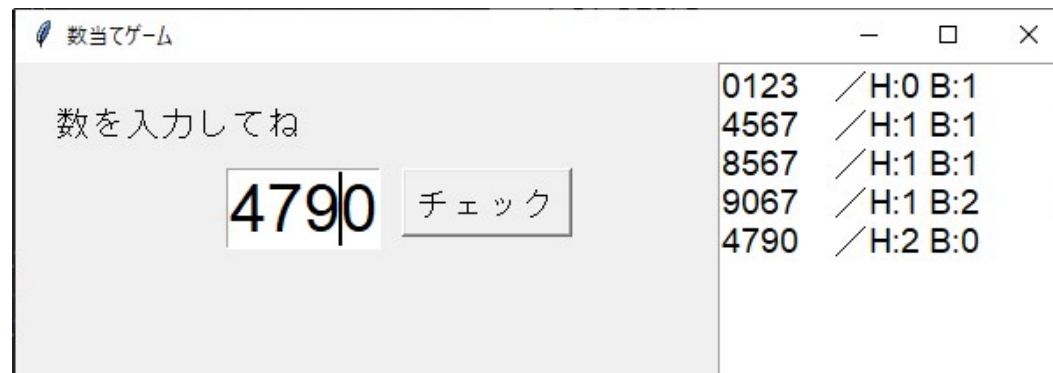 数当てゲーム
数を入力してね
4790
チェック
0123 ／H:0 B:1
4567 ／H:1 B:1
8567 ／H:1 B:1
9067 ／H:1 B:2
4790 ／H:2 B:0